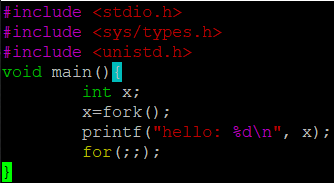 #include <stdio.h>
#include <sys/types.h>
#include <unistd.h>
void main(){
        int x;
        x=fork();
        printf("hello: %d\n", x);
        for(;;);
}